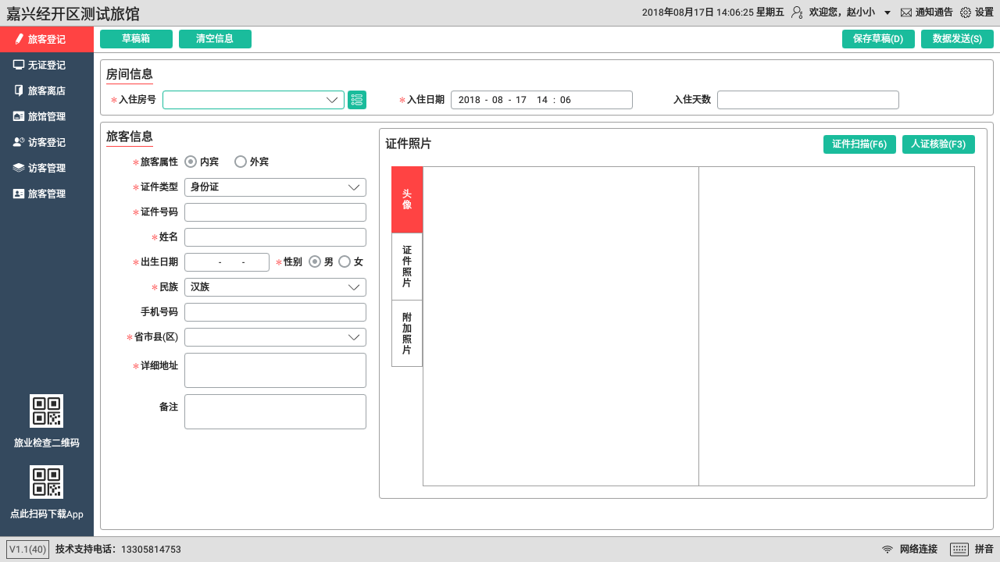 嘉兴经开区测试旅馆
2018年08月17日 14:06:25 星期五 欢迎您，赵小小 通知通告 设置
旅客登记
无证登记
旅客离店
旅馆管理
访客登记
访客管理
旅客管理
旅业检查二维码
点此扫码下载App
草稿箱 清空信息 保存草稿(D) 数据发送(S)
房间信息
*入住房号 *入住日期 2018 - 08 - 17 14 : 06 入住天数
旅客信息
*旅客属性 内宾 外宾
*证件类型 身份证
*证件号码
*姓名
*出生日期 - - *性别 男 女
*民族 汉族
手机号码
*省市县(区)
*详细地址
备注
证件照片 证件扫描(F6) 人证核验(F3)
头像
证件照片
附加照片
V1.1(40) 技术支持电话：13305814753 网络连接 拼音